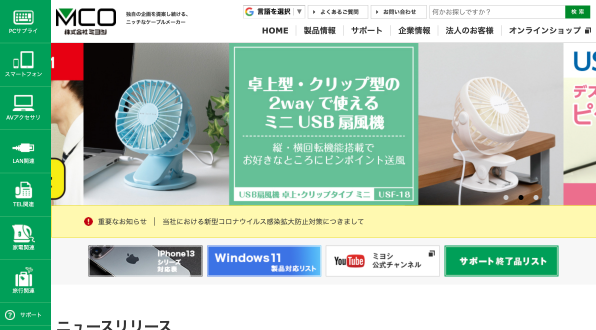 PCサプライ
スマートフォン
AVアクセサリ
LAN関連
TEL関連
家電関連
旅行関連
サポート
MCO
株式会社 ミヨシ
独自の企画を提案し続ける、
ニッチなケーブルメーカー
言語を選択 ▼
よくあるご質問
お問い合わせ
何かお探しですか？
検索
HOME
製品情報
サポート
企業情報
法人のお客様
オンラインショップ
卓上型・クリップ型の
2wayで使える
ミニUSB扇風機
縦・横回転機能搭載で
お好きなところにピンポイント送風
USB扇風機 卓上・クリップタイプ ミニ USF-18
US
デス
ピ
重要なお知らせ ｜ 当社における新型コロナウイルス感染拡大防止対策につきまして
iPhone13
シリーズ
対応表
Windows11
製品対応リスト
YouTube
ミヨシ
公式チャンネル
サポート終了品リスト
ニュースリリース